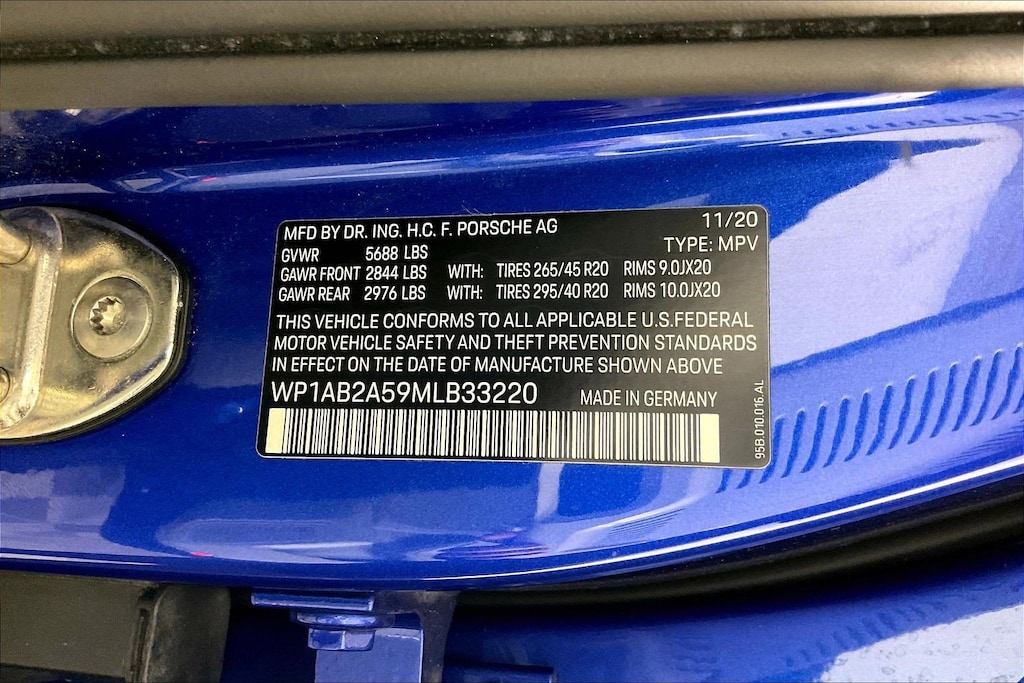 MFD BY DR. ING. H.C. F. PORSCHE AG 11/20
GVWR 5688 LBS TYPE: MPV
GAWR FRONT 2844 LBS WITH: TIRES 265/45 R20 RIMS 9.0JX20
GAWR REAR 2976 LBS WITH: TIRES 295/40 R20 RIMS 10.0JX20
THIS VEHICLE CONFORMS TO ALL APPLICABLE U.S.FEDERAL
MOTOR VEHICLE SAFETY AND THEFT PREVENTION STANDARDS
IN EFFECT ON THE DATE OF MANUFACTURE SHOWN ABOVE
WP1AB2A59MLB33220 MADE IN GERMANY
95B.010.016.AL